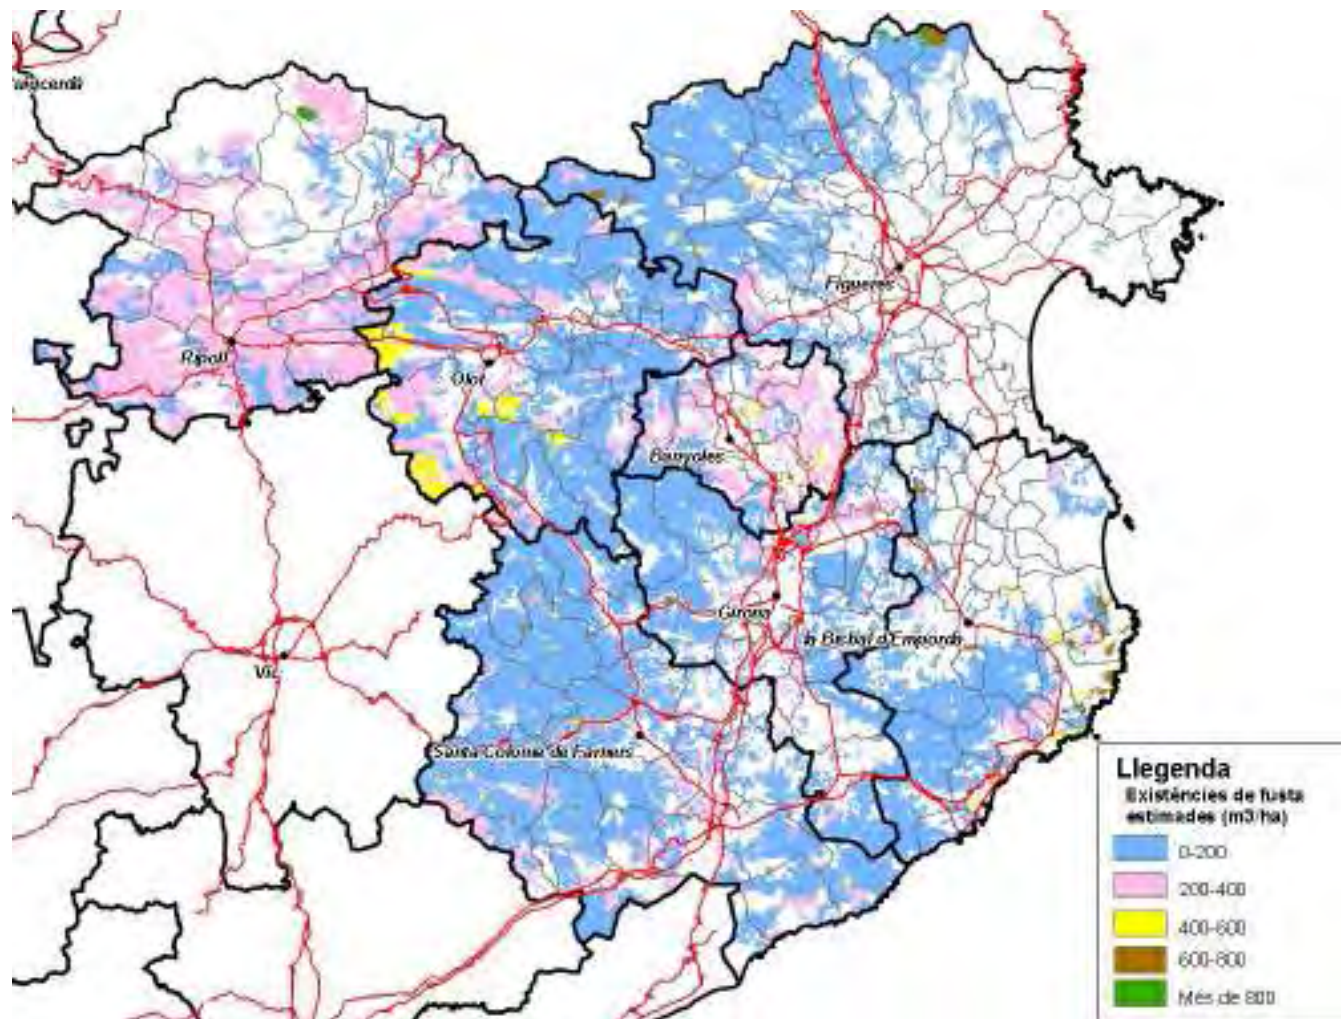 Figueres
Ripoll
Olot
Banyoles
Girona
la Bisbal d'Empordà
Vic
Santa Coloma de Farners
Llegenda
Existències de fusta
estimades (m3/ha)
0-200
200-400
400-600
600-800
Més de 800